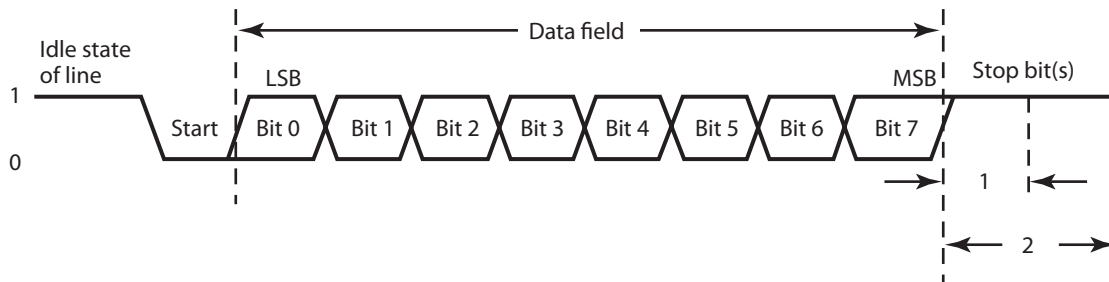 Data field
Idle state
of line
LSB
MSB
Stop bit(s)
1
Start
Bit 0
Bit 1
Bit 2
Bit 3
Bit 4
Bit 5
Bit 6
Bit 7
0
1
2